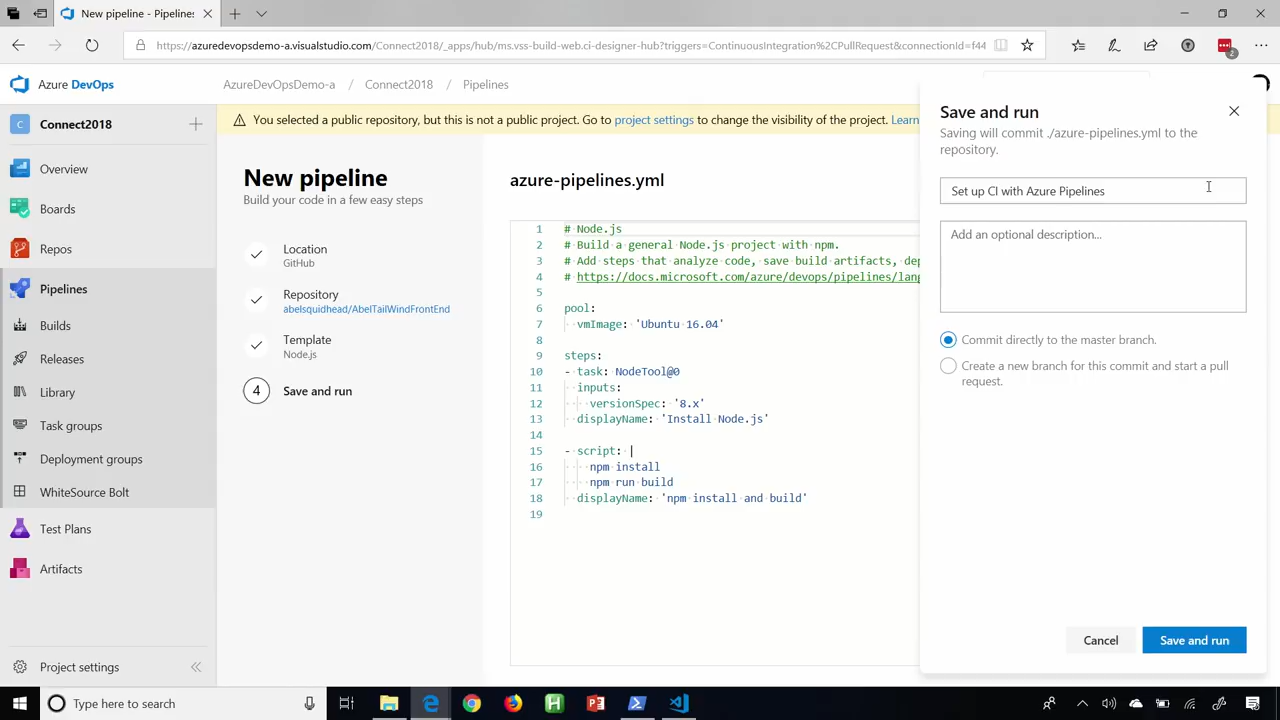 New pipeline - Pipelines
https://azuredevopsdemo-a.visualstudio.com/Connect2018/_apps/hub/ms.vss-build-web.ci-designer-hub?triggers=ContinuousIntegration%2CPullRequest&connectionId=f44
2
Azure DevOps
AzureDevOpsDemo-a / Connect2018 / Pipelines
C Connect2018
Overview
Boards
Repos
Pipelines
Builds
Releases
Library
Task groups
Deployment groups
WhiteSource Bolt
Test Plans
Artifacts
Project settings
You selected a public repository, but this is not a public project. Go to project settings to change the visibility of the project. Learn
New pipeline
Build your code in a few easy steps
Location
GitHub
Repository
abelsquidhead/AbelTailWindFrontEnd
Template
Node.js
4 Save and run
azure-pipelines.yml
1 # Node.js
2 # Build a general Node.js project with npm.
3 # Add steps that analyze code, save build artifacts, dep
4 # https://docs.microsoft.com/azure/devops/pipelines/lang
5
6 pool:
7 vmImage: 'Ubuntu 16.04'
8
9 steps:
10 - task: NodeTool@0
11 inputs:
12 versionSpec: '8.x'
13 displayName: 'Install Node.js'
14
15 - script: |
16 npm install
17 npm run build
18 displayName: 'npm install and build'
19
Save and run
Saving will commit ./azure-pipelines.yml to the
repository.
Set up CI with Azure Pipelines
Add an optional description...
Commit directly to the master branch.
Create a new branch for this commit and start a pull
request.
Cancel
Save and run
Type here to search